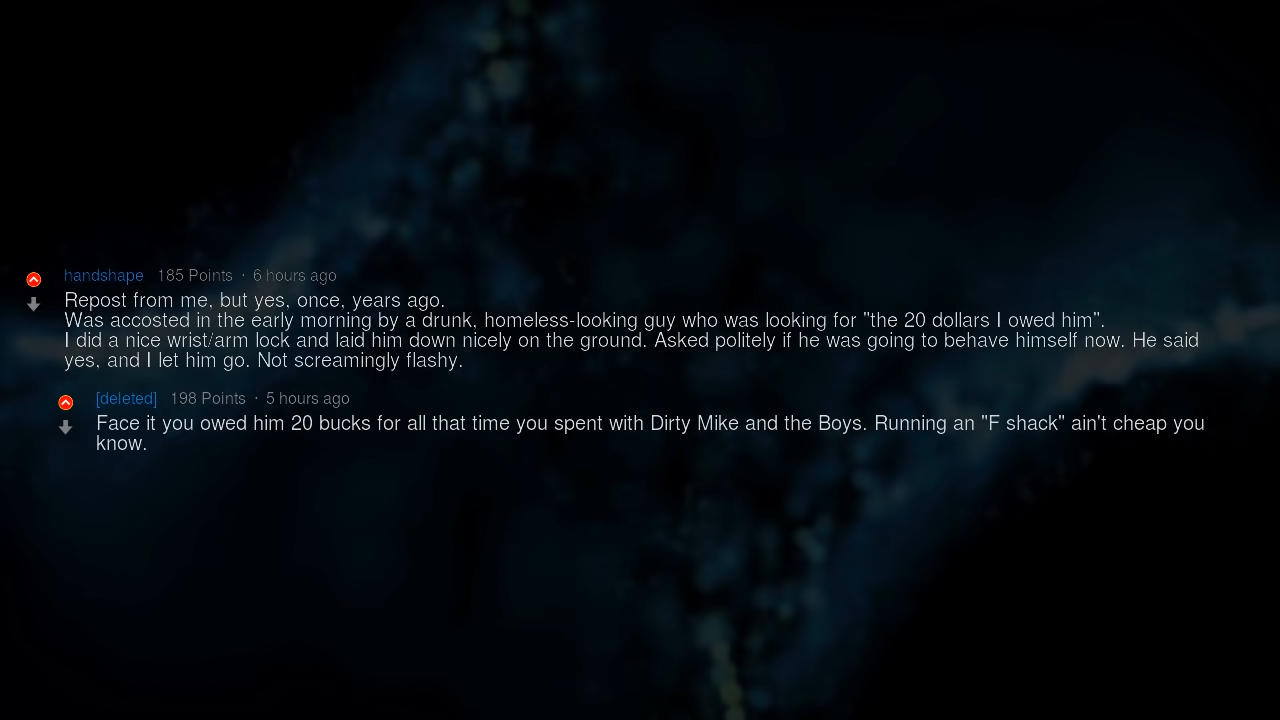 handshape 185 Points · 6 hours ago
Repost from me, but yes, once, years ago.
Was accosted in the early morning by a drunk, homeless-looking guy who was looking for "the 20 dollars I owed him".
I did a nice wrist/arm lock and laid him down nicely on the ground. Asked politely if he was going to behave himself now. He said
yes, and I let him go. Not screamingly flashy.
[deleted] 198 Points · 5 hours ago
Face it you owed him 20 bucks for all that time you spent with Dirty Mike and the Boys. Running an "F shack" ain't cheap you
know.